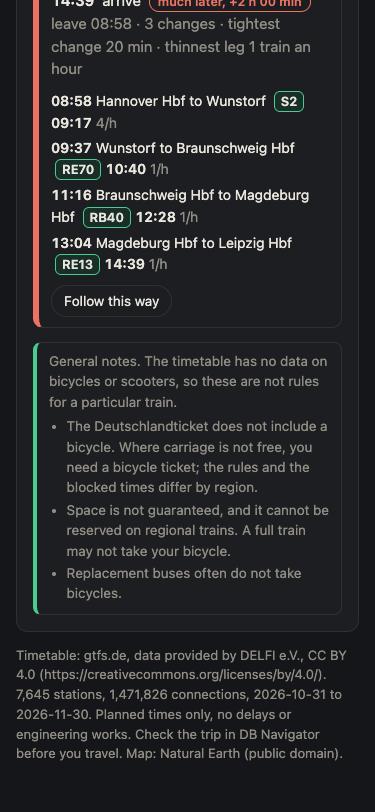 14:39 arrive much later, +2 h 00 min
leave 08:58 · 3 changes · tightest
change 20 min · thinnest leg 1 train an
hour
08:58 Hannover Hbf to Wunstorf S2
09:17 4/h
09:37 Wunstorf to Braunschweig Hbf
RE70 10:40 1/h
11:16 Braunschweig Hbf to Magdeburg
Hbf RB40 12:28 1/h
13:04 Magdeburg Hbf to Leipzig Hbf
RE13 14:39 1/h
Follow this way
General notes. The timetable has no data on
bicycles or scooters, so these are not rules
for a particular train.
• The Deutschlandticket does not include a
bicycle. Where carriage is not free, you
need a bicycle ticket; the rules and the
blocked times differ by region.
• Space is not guaranteed, and it cannot be
reserved on regional trains. A full train
may not take your bicycle.
• Replacement buses often do not take
bicycles.
Timetable: gtfs.de, data provided by DELFI e.V., CC BY
4.0 (https://creativecommons.org/licenses/by/4.0/).
7,645 stations, 1,471,826 connections, 2026-10-31 to
2026-11-30. Planned times only, no delays or
engineering works. Check the trip in DB Navigator
before you travel. Map: Natural Earth (public domain).